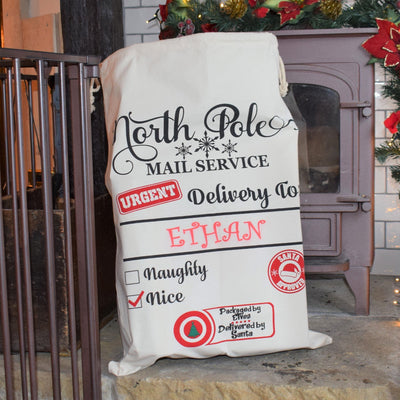 North Pole
MAIL SERVICE
URGENT Delivery To
ETHAN
Naughty
Nice
SANTA
APPROVED
Packaged by
Elves
Delivered by
Santa